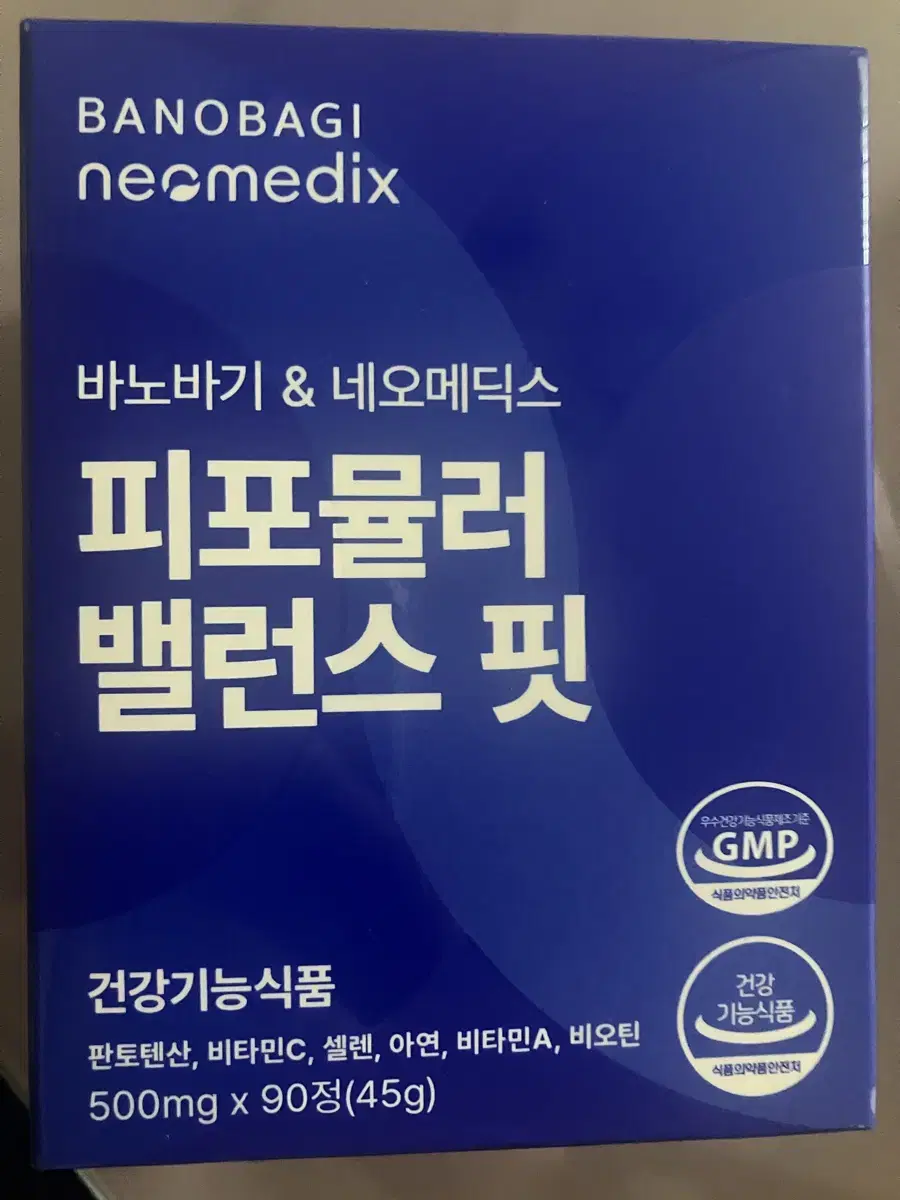 BANOBAGI
neomedix
바노바기 & 네오메딕스
피포뮬러
밸런스 핏
우수건강기능식품제조기준
GMP
식품의약품안전처
건강기능식품
판토텐산, 비타민C, 셀렌, 아연, 비타민A, 비오틴
500mg x 90정(45g)
건강
기능식품
식품의약품안전처